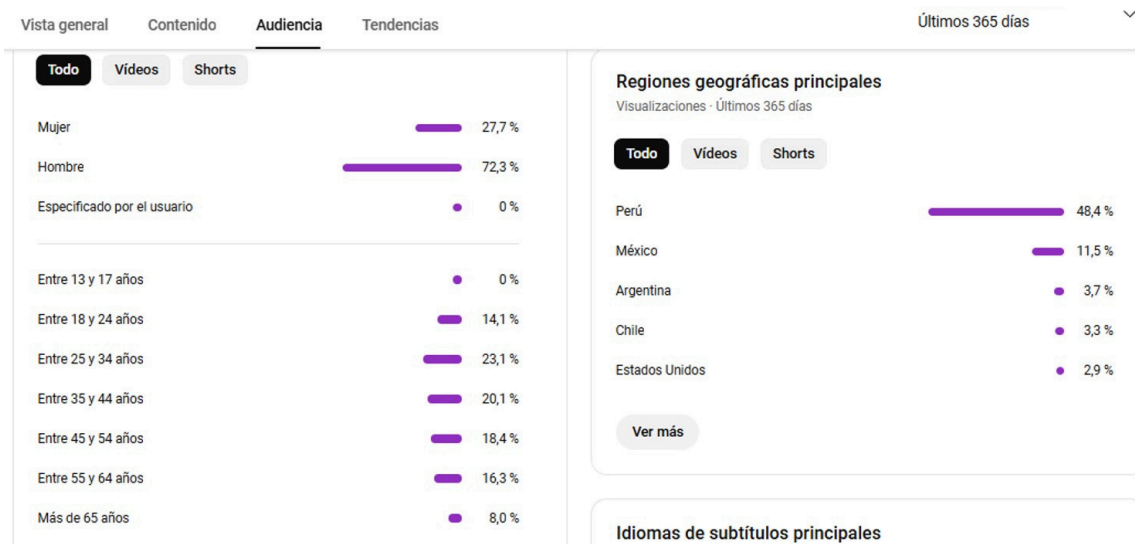 Vista general Contenido Audiencia Tendencias Últimos 365 días
Todo Vídeos Shorts
Mujer 27,7 %
Hombre 72,3 %
Especificado por el usuario 0 %
Entre 13 y 17 años 0 %
Entre 18 y 24 años 14,1 %
Entre 25 y 34 años 23,1 %
Entre 35 y 44 años 20,1 %
Entre 45 y 54 años 18,4 %
Entre 55 y 64 años 16,3 %
Más de 65 años 8,0 %
Regiones geográficas principales
Visualizaciones · Últimos 365 días
Todo Vídeos Shorts
Perú 48,4 %
México 11,5 %
Argentina 3,7 %
Chile 3,3 %
Estados Unidos 2,9 %
Ver más
Idiomas de subtítulos principales